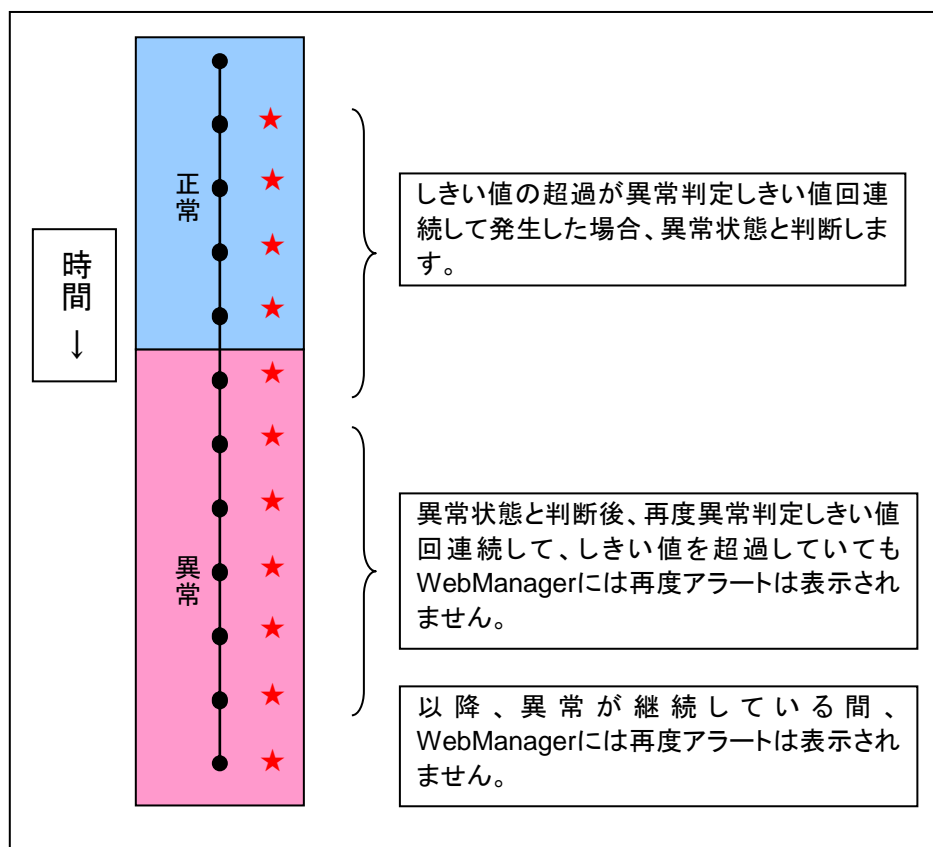 正常
しきい値の超過が異常判定しきい値回連
続して発生した場合、異常状態と判断しま
す。
時間
↓
異常状態と判断後、再度異常判定しきい値
回連続して、しきい値を超過していても
WebManagerには再度アラートは表示され
ません。
異常
以降、異常が継続している間、
WebManagerには再度アラートは表示され
ません。